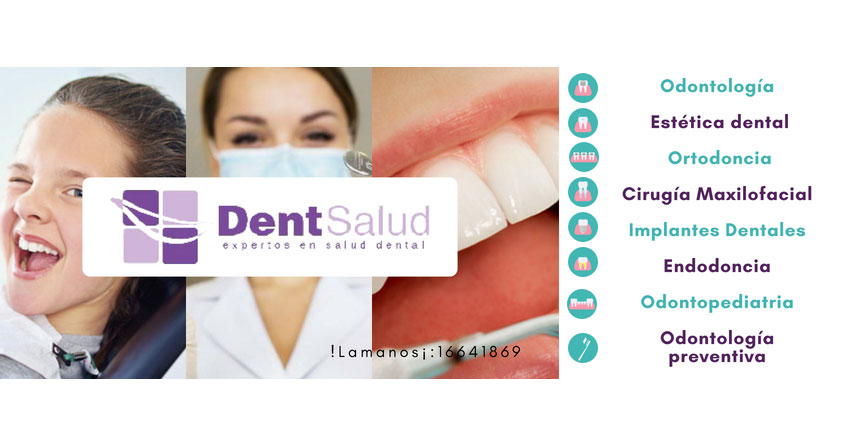 DentSalud
expertos en salud dental
!Lamanos¡:16641869
Odontología
Estética dental
Ortodoncia
Cirugía Maxilofacial
Implantes Dentales
Endodoncia
Odontopediatria
Odontología
preventiva